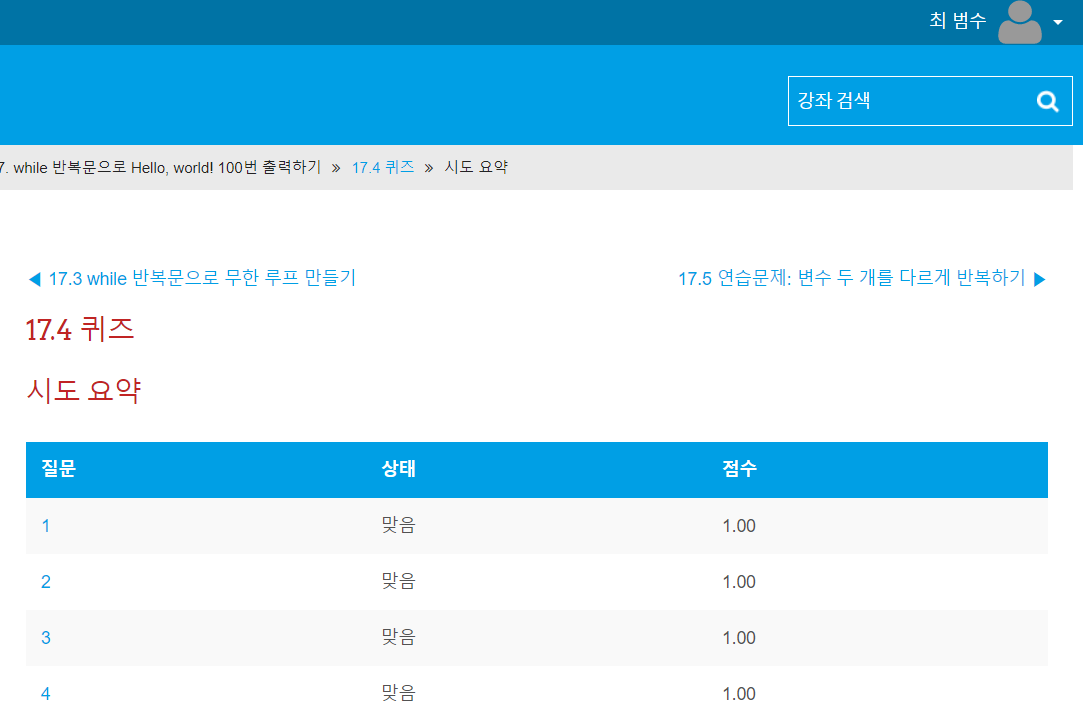 최 범수
강좌 검색
7. while 반복문으로 Hello, world! 100번 출력하기 » 17.4 퀴즈 » 시도 요약
◀ 17.3 while 반복문으로 무한 루프 만들기
17.5 연습문제: 변수 두 개를 다르게 반복하기 ▶
17.4 퀴즈
시도 요약
질문 상태 점수
1 맞음 1.00
2 맞음 1.00
3 맞음 1.00
4 맞음 1.00